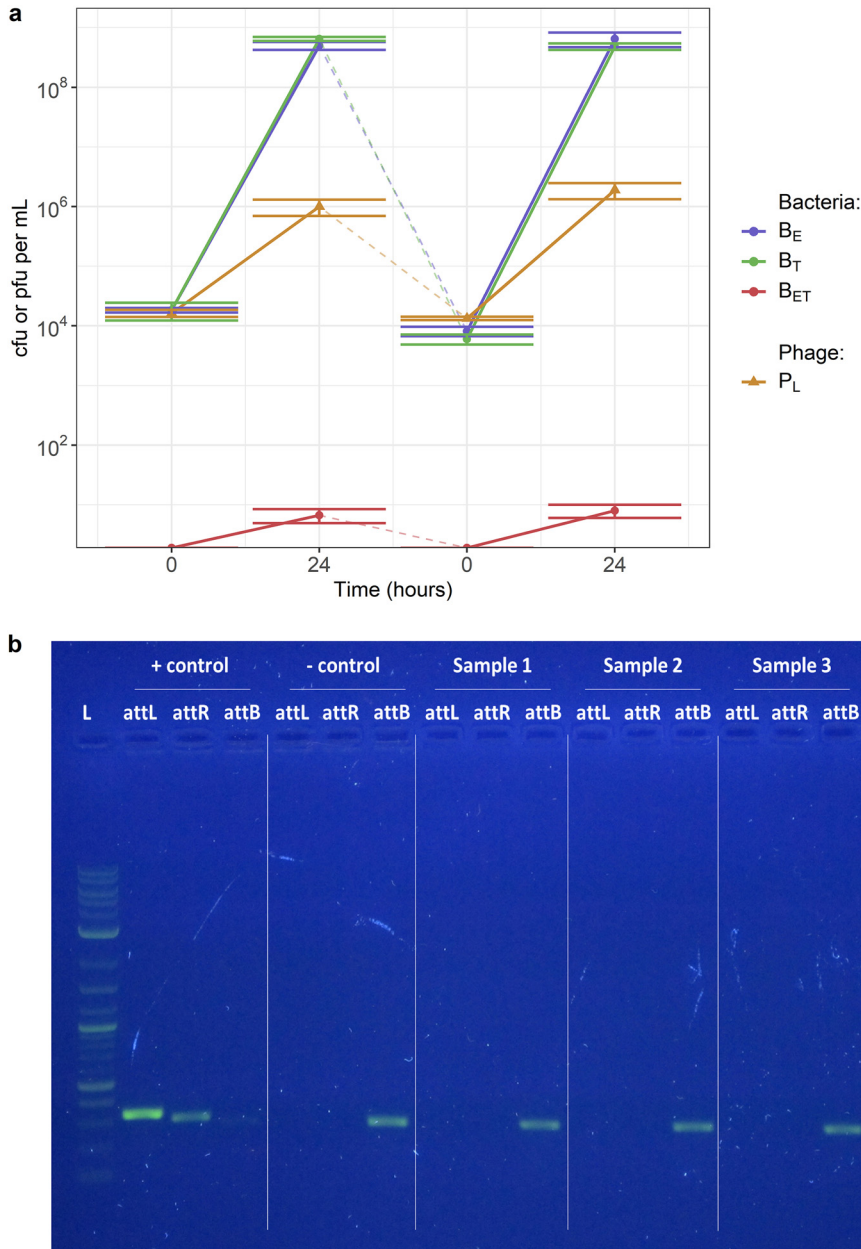 a
10^8
10^6
10^4
10^2
cfu or pfu per mL
0 24 0 24
Time (hours)
Bacteria:
B_E
B_T
B_ET
Phage:
P_L
b
+ control - control Sample 1 Sample 2 Sample 3
L attL attR attB attL attR attB attL attR attB attL attR attB attL attR attB